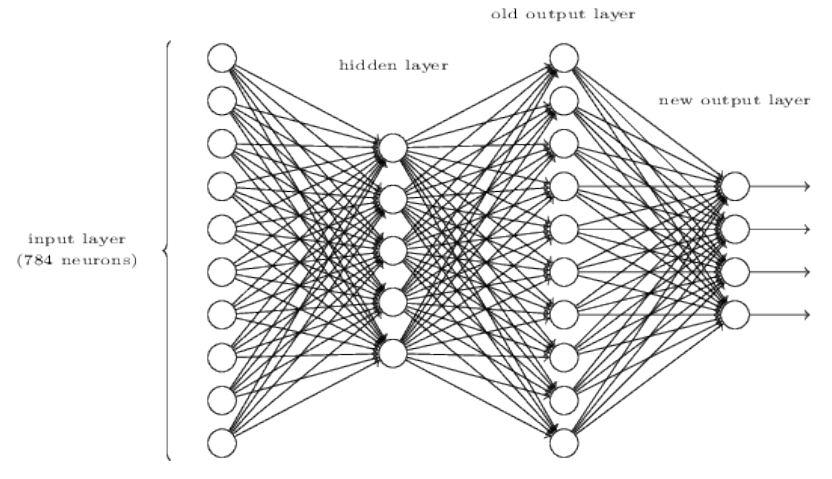 old output layer
hidden layer
new output layer
input layer
(784 neurons)